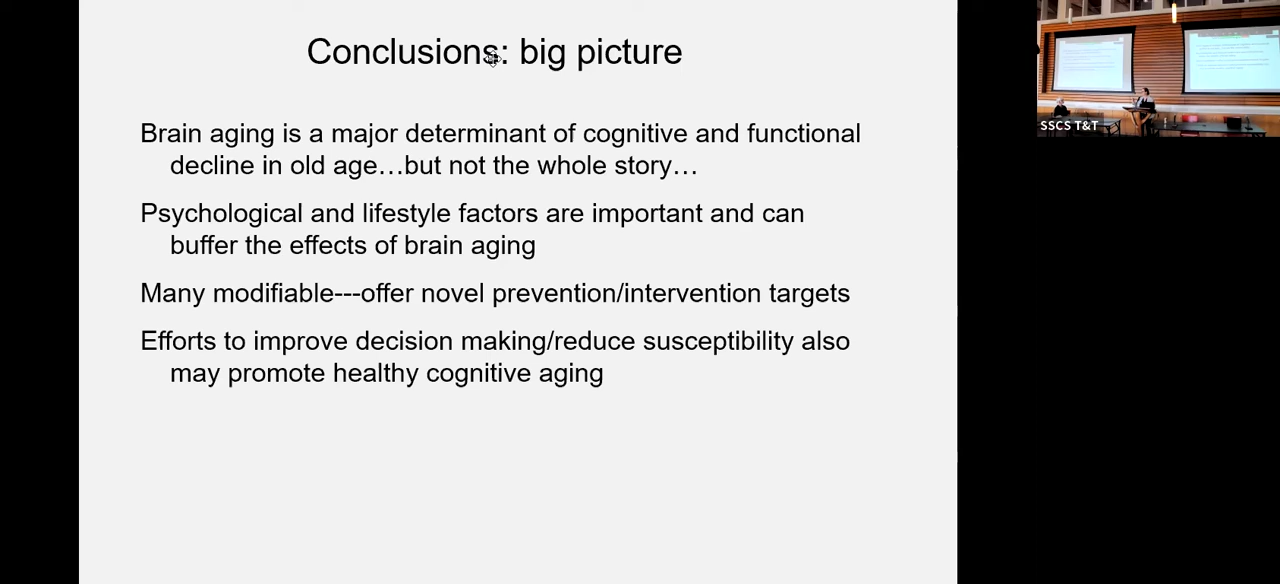 Conclusions: big picture
Brain aging is a major determinant of cognitive and functional
decline in old age…but not the whole story…
Psychological and lifestyle factors are important and can
buffer the effects of brain aging
Many modifiable---offer novel prevention/intervention targets
Efforts to improve decision making/reduce susceptibility also
may promote healthy cognitive aging
SSCS T&T